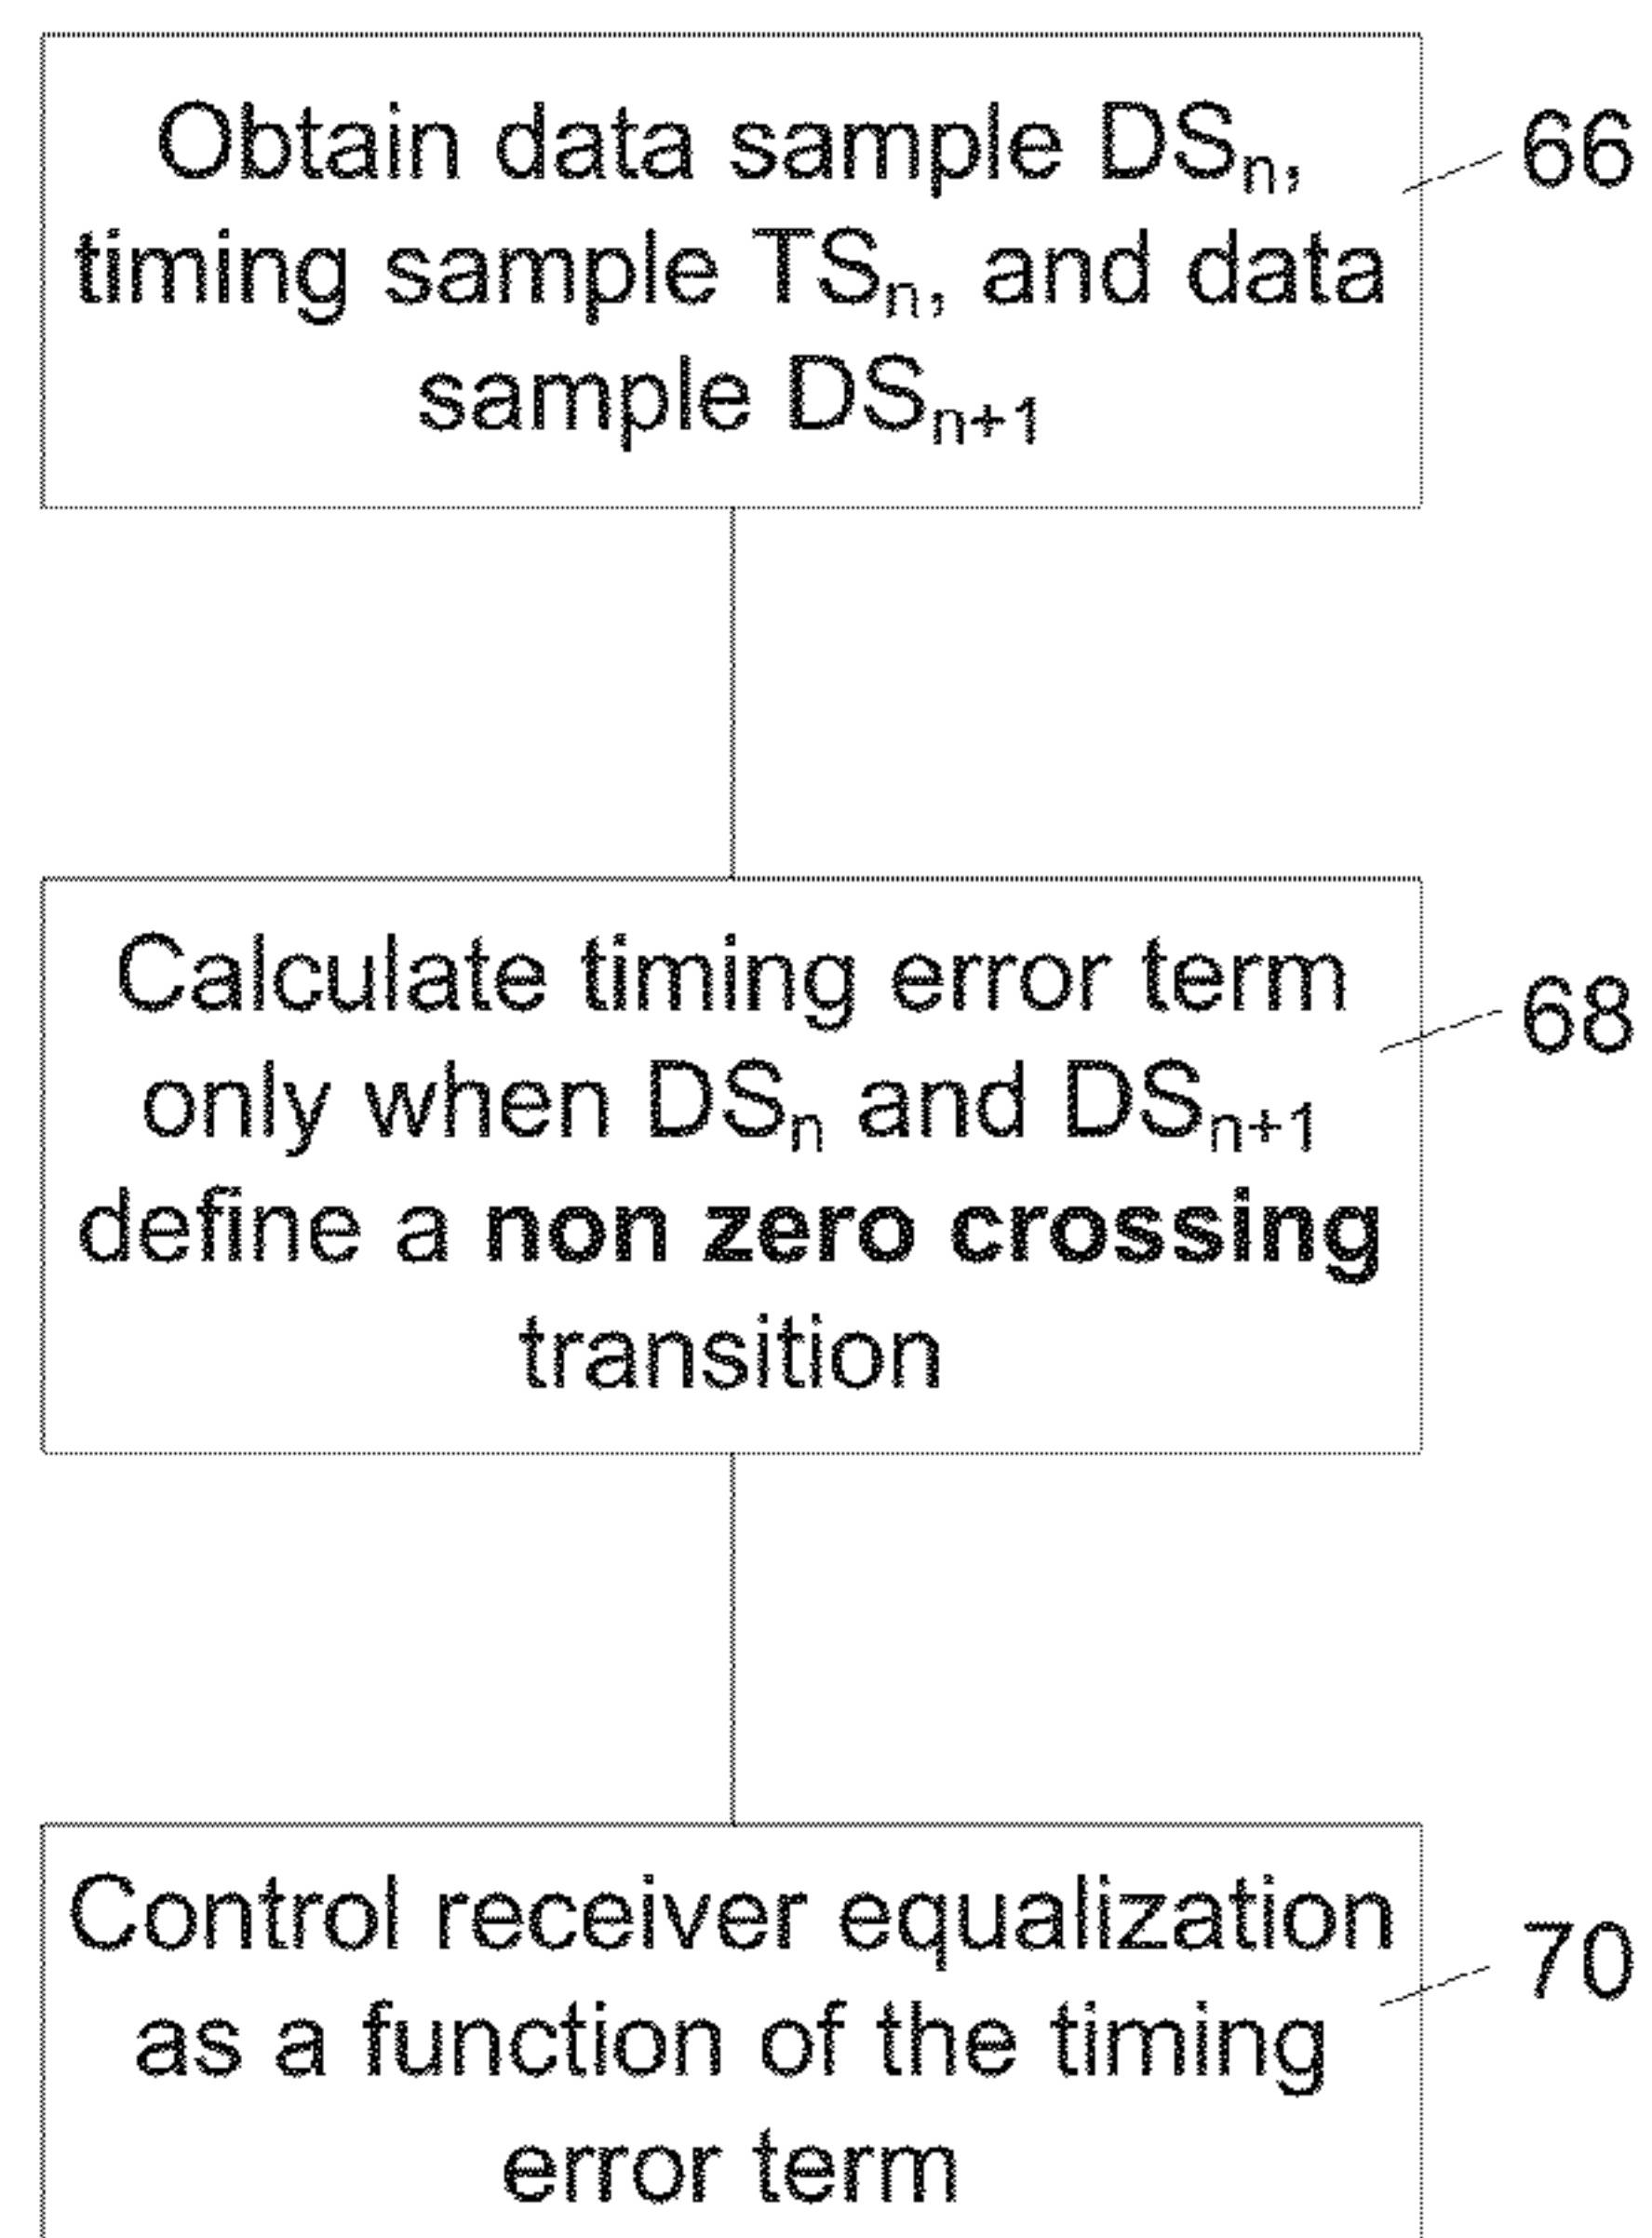 Obtain data sample DSₙ, 66
timing sample TSₙ, and data
sample DSₙ₊₁
Calculate timing error term 68
only when DSₙ and DSₙ₊₁
define a non zero crossing
transition
Control receiver equalization 70
as a function of the timing
error term